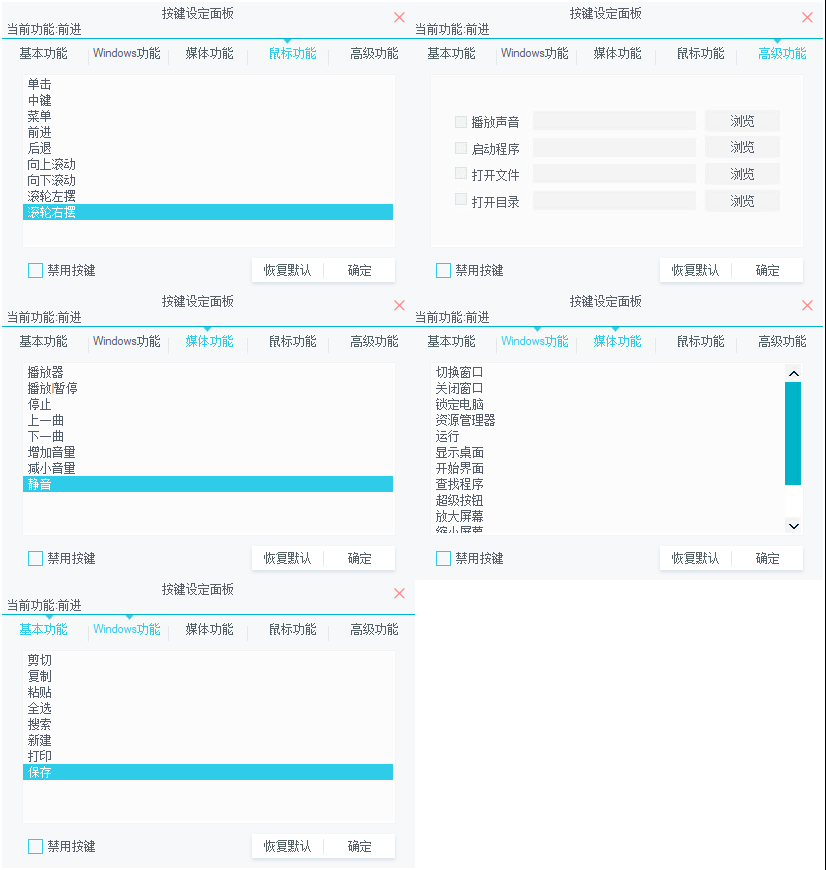 按键设定面板
当前功能:前进
基本功能 Windows功能 媒体功能 鼠标功能 高级功能
单击
中键
菜单
前进
后退
向上滚动
向下滚动
滚轮左摆
滚轮右摆
禁用按键 恢复默认 确定
按键设定面板
当前功能:前进
基本功能 Windows功能 媒体功能 鼠标功能 高级功能
播放声音 浏览
启动程序 浏览
打开文件 浏览
打开目录 浏览
禁用按键 恢复默认 确定
按键设定面板
当前功能:前进
基本功能 Windows功能 媒体功能 鼠标功能 高级功能
播放器
播放|暂停
停止
上一曲
下一曲
增加音量
减小音量
静音
禁用按键 恢复默认 确定
按键设定面板
当前功能:前进
基本功能 Windows功能 媒体功能 鼠标功能 高级功能
切换窗口
关闭窗口
锁定电脑
资源管理器
运行
显示桌面
开始界面
查找程序
超级按钮
放大屏幕
缩小屏幕
禁用按键 恢复默认 确定
按键设定面板
当前功能:前进
基本功能 Windows功能 媒体功能 鼠标功能 高级功能
剪切
复制
粘贴
全选
搜索
新建
打印
保存
禁用按键 恢复默认 确定